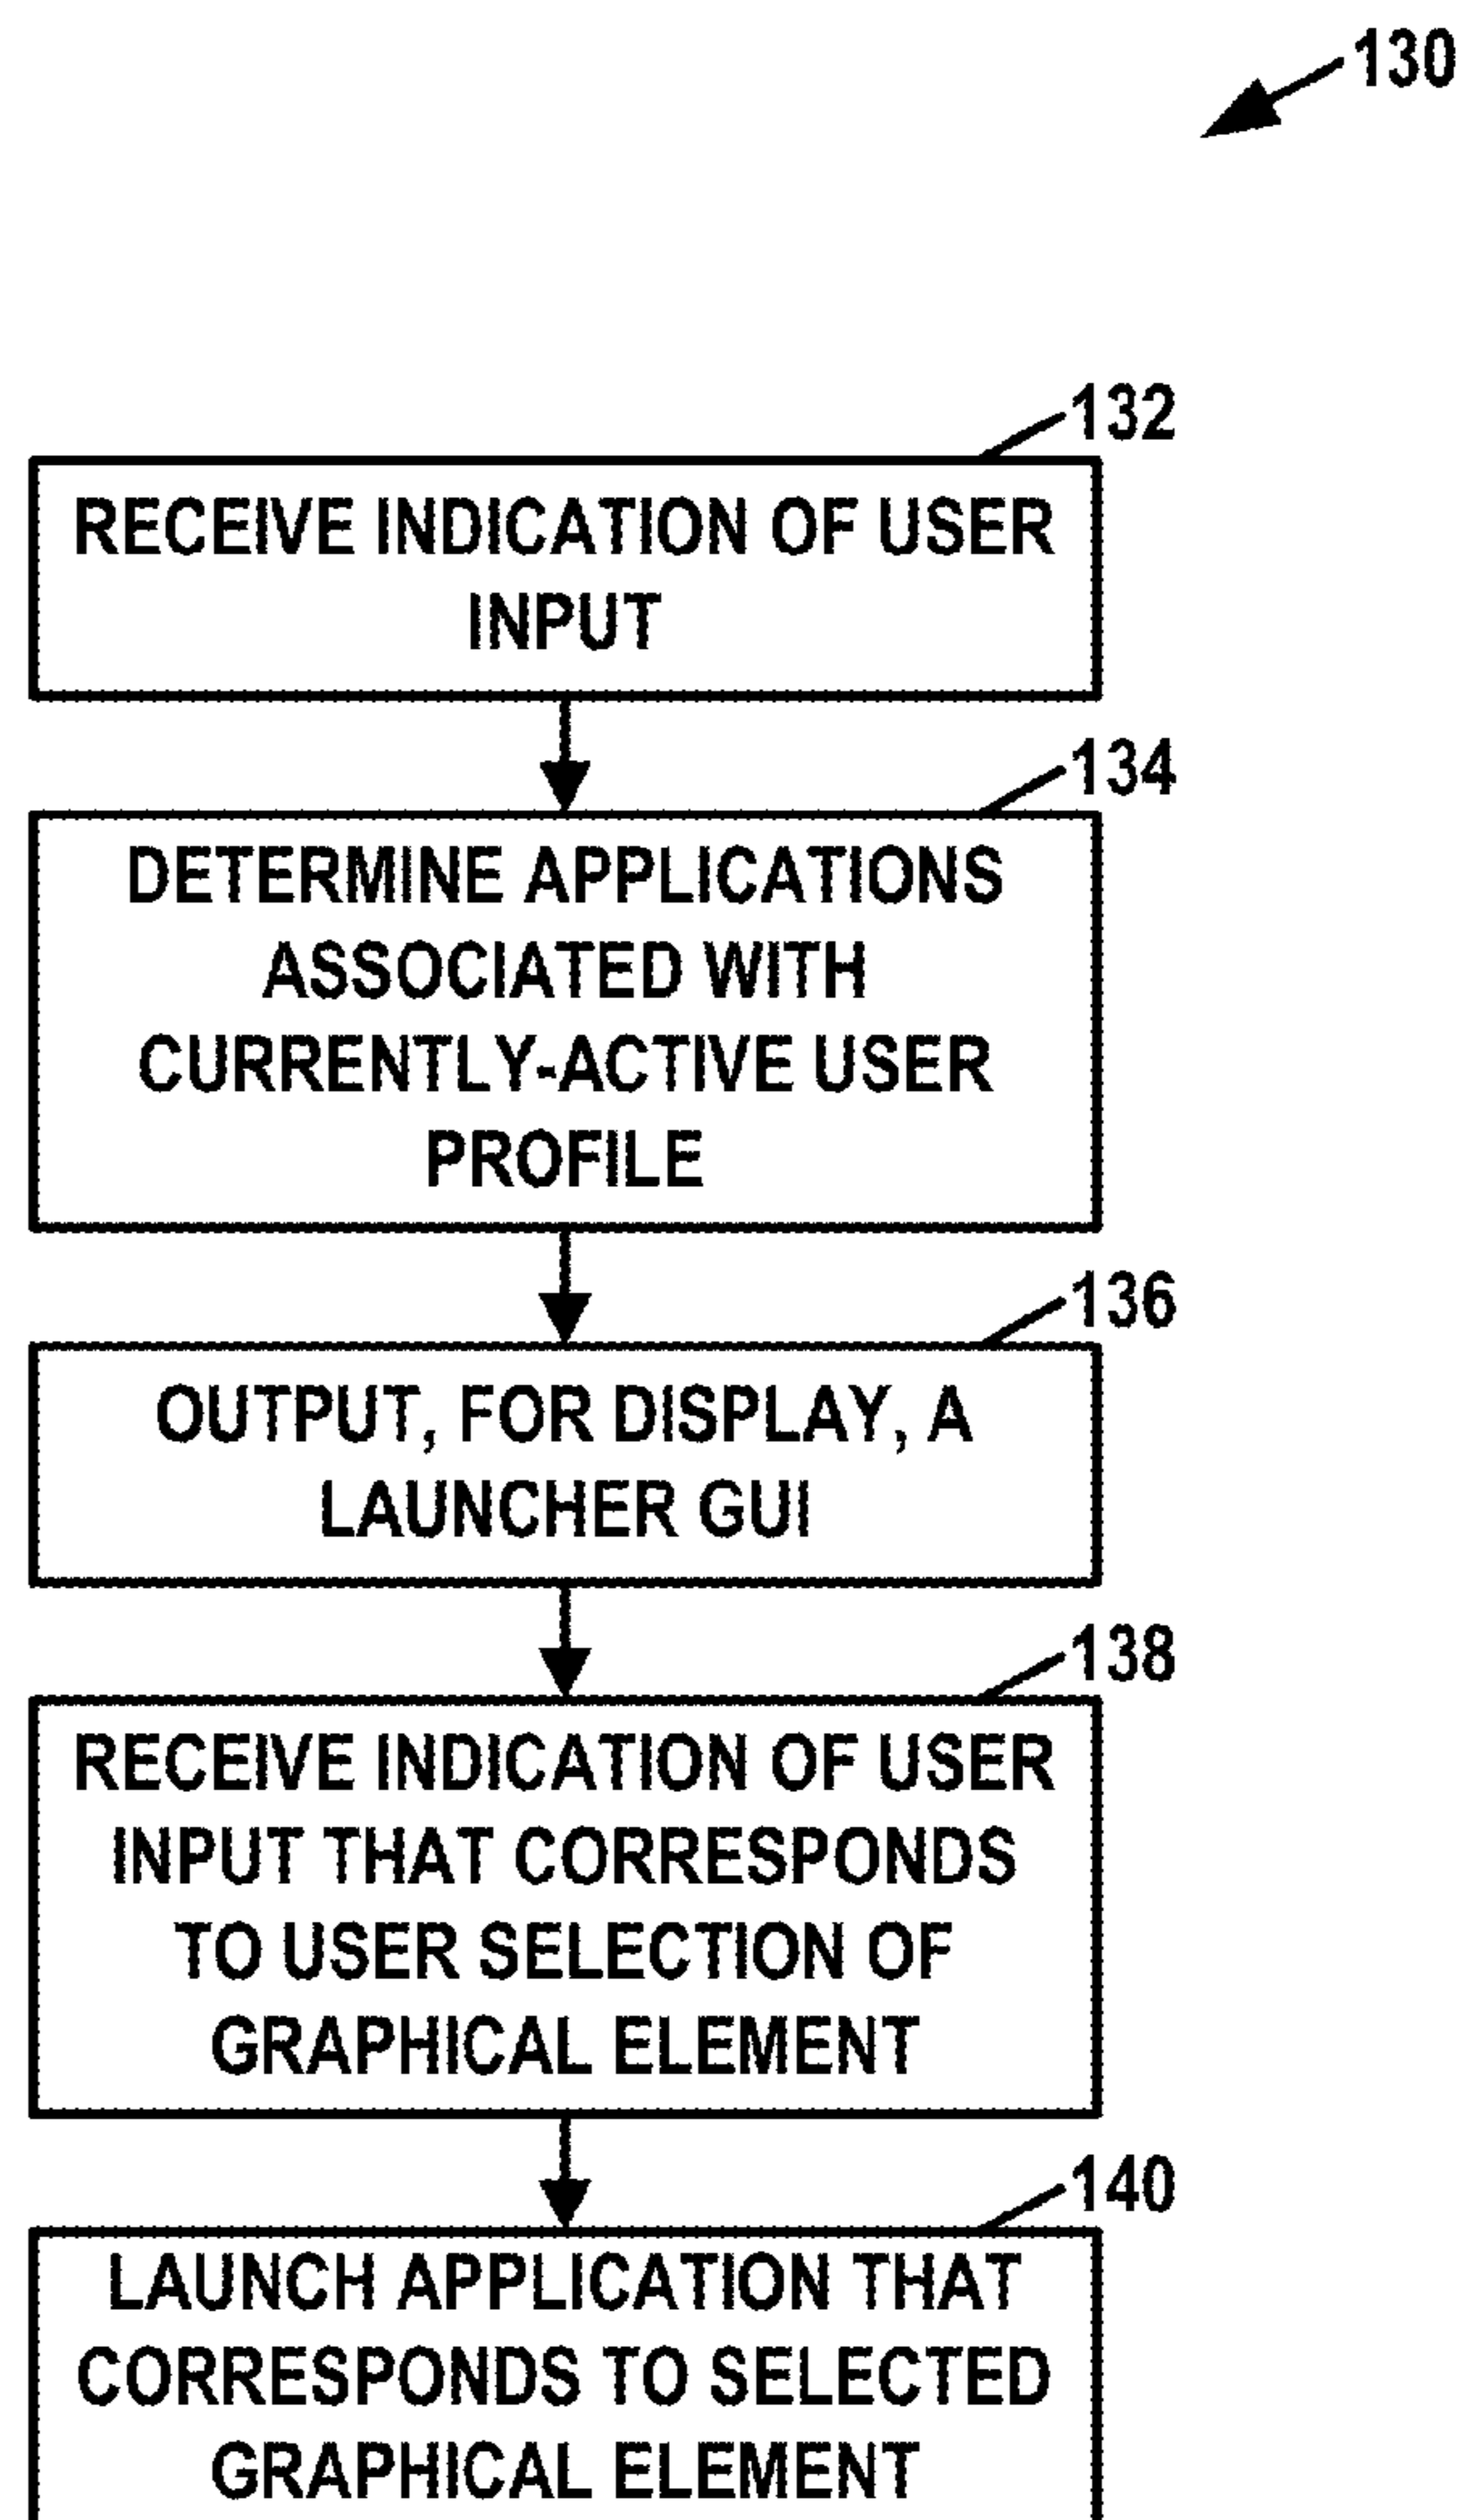 130
132
RECEIVE INDICATION OF USER
INPUT
134
DETERMINE APPLICATIONS
ASSOCIATED WITH
CURRENTLY-ACTIVE USER
PROFILE
136
OUTPUT, FOR DISPLAY, A
LAUNCHER GUI
138
RECEIVE INDICATION OF USER
INPUT THAT CORRESPONDS
TO USER SELECTION OF
GRAPHICAL ELEMENT
140
LAUNCH APPLICATION THAT
CORRESPONDS TO SELECTED
GRAPHICAL ELEMENT